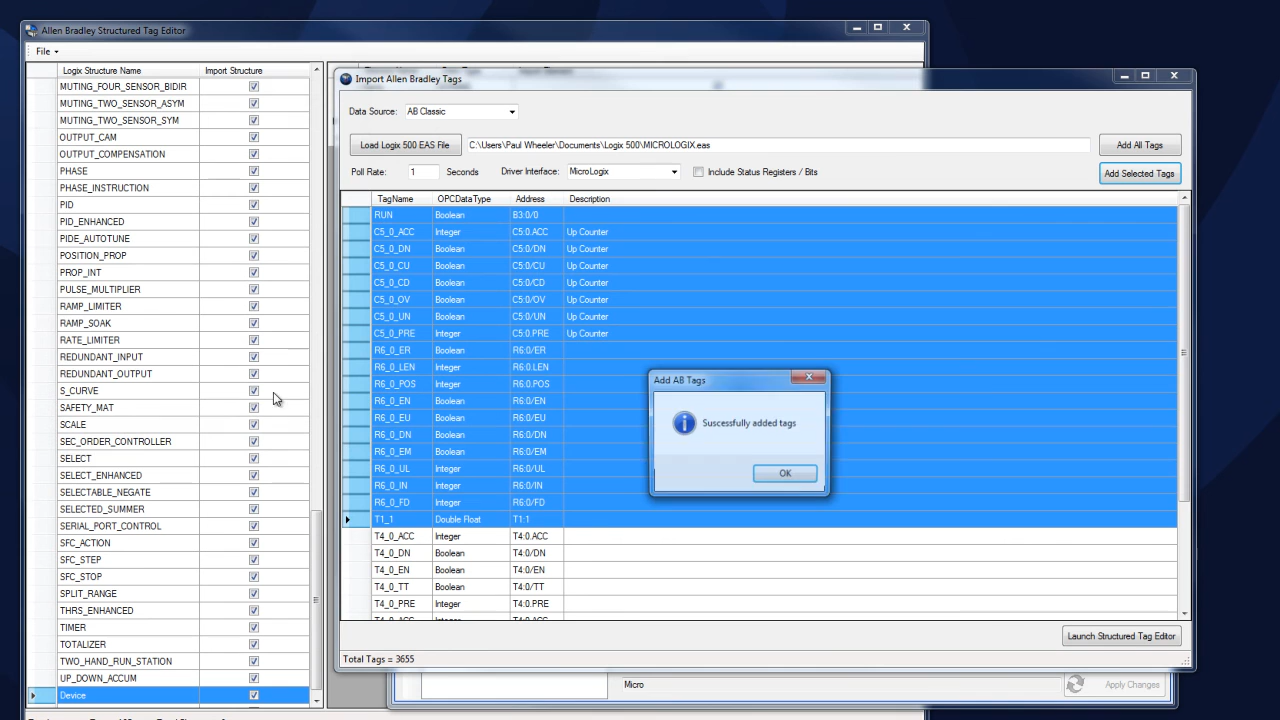 Allen Bradley Structured Tag Editor
File
Logix Structure Name Import Structure
MUTING_FOUR_SENSOR_BIDIR
MUTING_TWO_SENSOR_ASYM
MUTING_TWO_SENSOR_SYM
OUTPUT_CAM
OUTPUT_COMPENSATION
PHASE
PHASE_INSTRUCTION
PID
PID_ENHANCED
PIDE_AUTOTUNE
POSITION_PROP
PROP_INT
PULSE_MULTIPLIER
RAMP_LIMITER
RAMP_SOAK
RATE_LIMITER
REDUNDANT_INPUT
REDUNDANT_OUTPUT
S_CURVE
SAFETY_MAT
SCALE
SEC_ORDER_CONTROLLER
SELECT
SELECT_ENHANCED
SELECTABLE_NEGATE
SELECTED_SUMMER
SERIAL_PORT_CONTROL
SFC_ACTION
SFC_STEP
SFC_STOP
SPLIT_RANGE
THRS_ENHANCED
TIMER
TOTALIZER
TWO_HAND_RUN_STATION
UP_DOWN_ACCUM
Device
Import Allen Bradley Tags
Data Source: AB Classic
Load Logix 500 EAS File C:\Users\Paul Wheeler\Documents\Logix 500\MICROLOGIX.eas Add All Tags
Poll Rate: 1 Seconds Driver Interface: MicroLogix Include Status Registers / Bits Add Selected Tags
TagName OPCDataType Address Description
RUN Boolean B3:0/0
C5_0_ACC Integer C5:0.ACC Up Counter
C5_0_DN Boolean C5:0/DN Up Counter
C5_0_CU Boolean C5:0/CU Up Counter
C5_0_CD Boolean C5:0/CD Up Counter
C5_0_OV Boolean C5:0/OV Up Counter
C5_0_UN Boolean C5:0/UN Up Counter
C5_0_PRE Integer C5:0.PRE Up Counter
R6_0_ER Boolean R6:0/ER
R6_0_LEN Integer R6:0.LEN
R6_0_POS Integer R6:0.POS
R6_0_EN Boolean R6:0/EN
R6_0_EU Boolean R6:0/EU
R6_0_DN Boolean R6:0/DN
R6_0_EM Boolean R6:0/EM
R6_0_UL Integer R6:0/UL
R6_0_IN Integer R6:0/IN
R6_0_FD Integer R6:0/FD
T1_1 Double Float T1:1
T4_0_ACC Integer T4:0.ACC
T4_0_DN Boolean T4:0/DN
T4_0_EN Boolean T4:0/EN
T4_0_TT Boolean T4:0/TT
T4_0_PRE Integer T4:0.PRE
Add AB Tags
Suscessfully added tags
OK
Launch Structured Tag Editor
Total Tags = 3655
Micro
Apply Changes